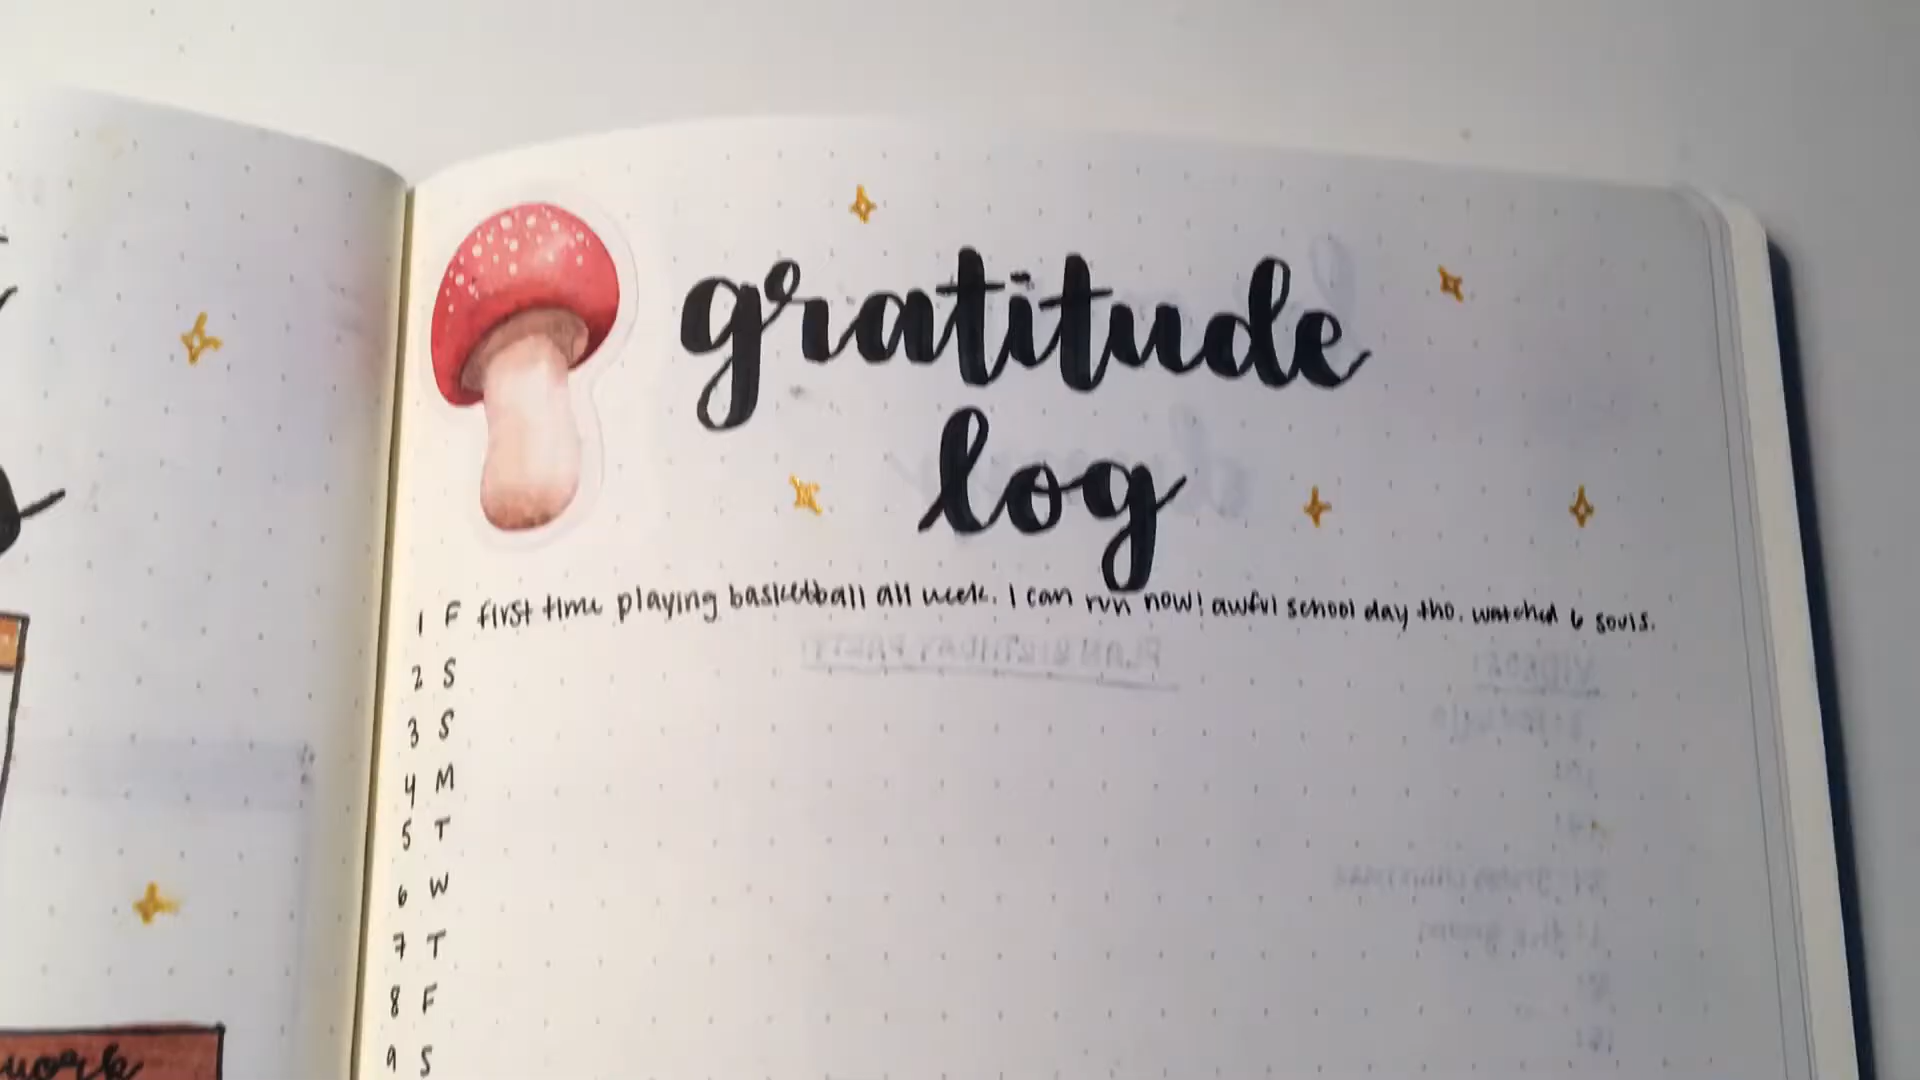 gratitude
log
1 F first time playing basketball all week. I can run now! awful school day tho. watched 6 souls.
2 S
3 S
4 M
5 T
6 W
7 T
8 F
9 S
work